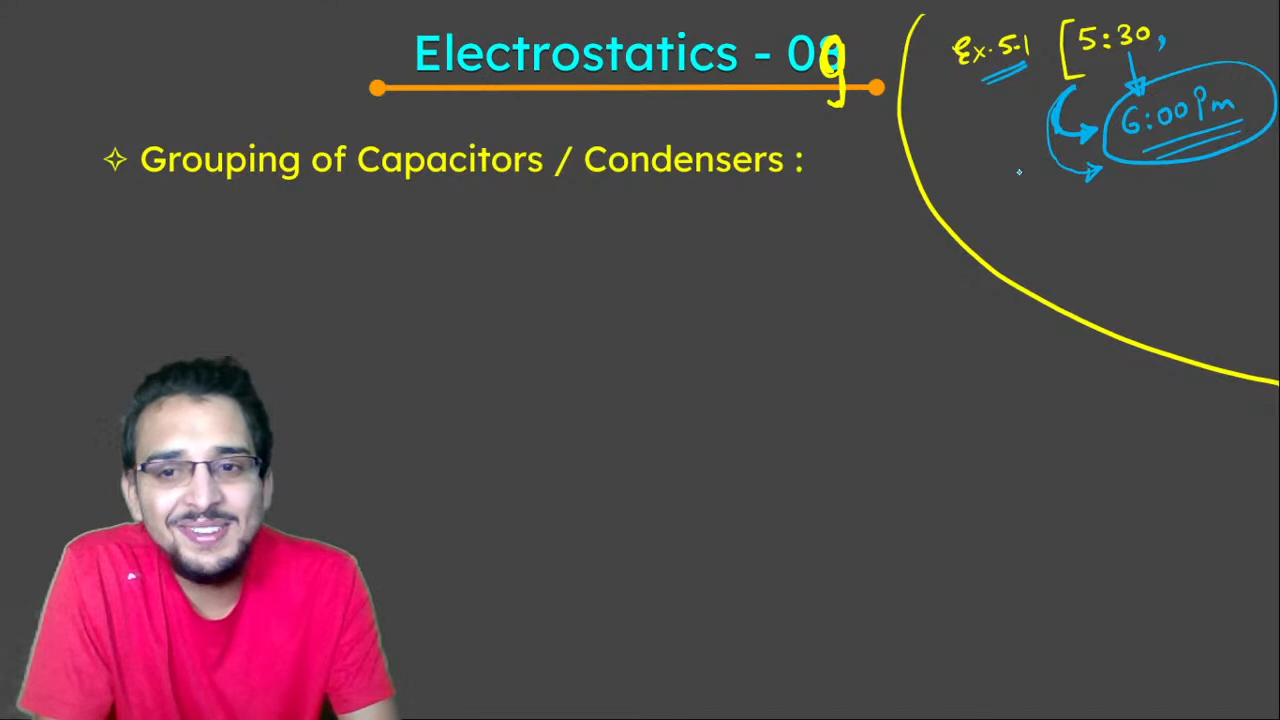 Electrostatics - 09
Ex. 5.1 [5:30,
6:00 Pm
✧ Grouping of Capacitors / Condensers :